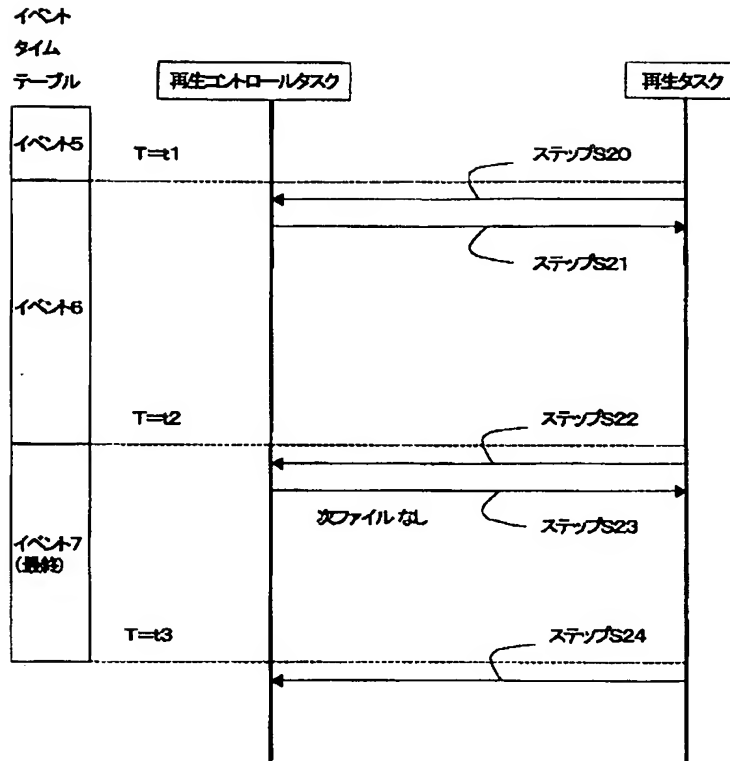 イベント
タイム
テーブル
再生コントロールタスク
再生タスク
イベント5
T=t1
ステップS20
ステップS21
イベント6
T=t2
ステップS22
次ファイルなし
ステップS23
イベント7
(最終)
T=t3
ステップS24